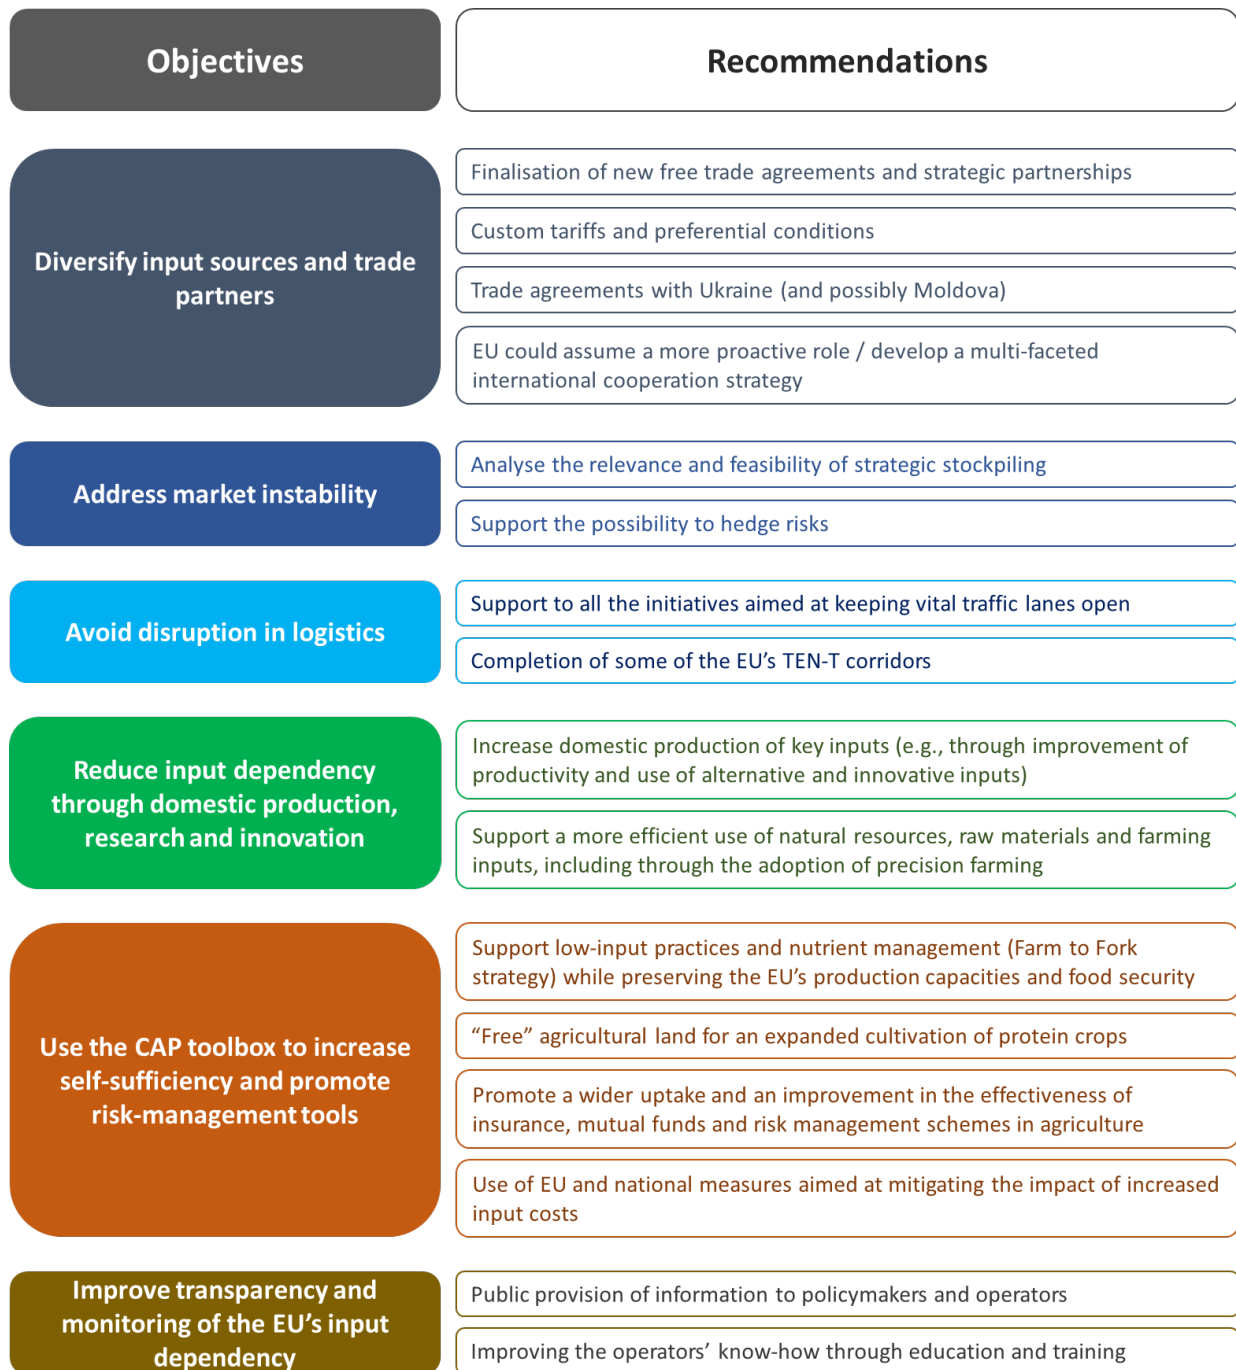 Objectives
Recommendations
Diversify input sources and trade
partners
Finalisation of new free trade agreements and strategic partnerships
Custom tariffs and preferential conditions
Trade agreements with Ukraine (and possibly Moldova)
EU could assume a more proactive role / develop a multi-faceted
international cooperation strategy
Address market instability
Analyse the relevance and feasibility of strategic stockpiling
Support the possibility to hedge risks
Avoid disruption in logistics
Support to all the initiatives aimed at keeping vital traffic lanes open
Completion of some of the EU’s TEN-T corridors
Reduce input dependency
through domestic production,
research and innovation
Increase domestic production of key inputs (e.g., through improvement of
productivity and use of alternative and innovative inputs)
Support a more efficient use of natural resources, raw materials and farming
inputs, including through the adoption of precision farming
Use the CAP toolbox to increase
self-sufficiency and promote
risk-management tools
Support low-input practices and nutrient management (Farm to Fork
strategy) while preserving the EU’s production capacities and food security
“Free” agricultural land for an expanded cultivation of protein crops
Promote a wider uptake and an improvement in the effectiveness of
insurance, mutual funds and risk management schemes in agriculture
Use of EU and national measures aimed at mitigating the impact of increased
input costs
Improve transparency and
monitoring of the EU’s input
dependency
Public provision of information to policymakers and operators
Improving the operators’ know-how through education and training